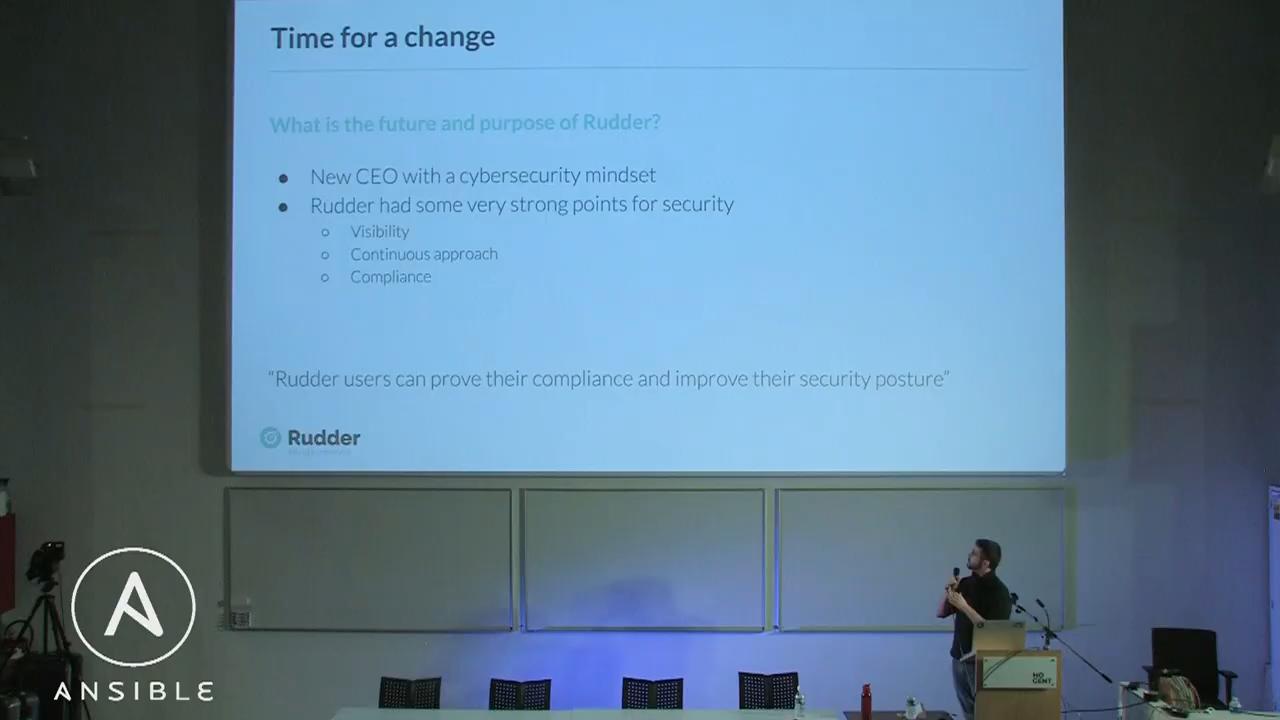 Time for a change
What is the future and purpose of Rudder?
● New CEO with a cybersecurity mindset
● Rudder had some very strong points for security
○ Visibility
○ Continuous approach
○ Compliance
“Rudder users can prove their compliance and improve their security posture”
Rudder
HO
GENT
ANSIBLE